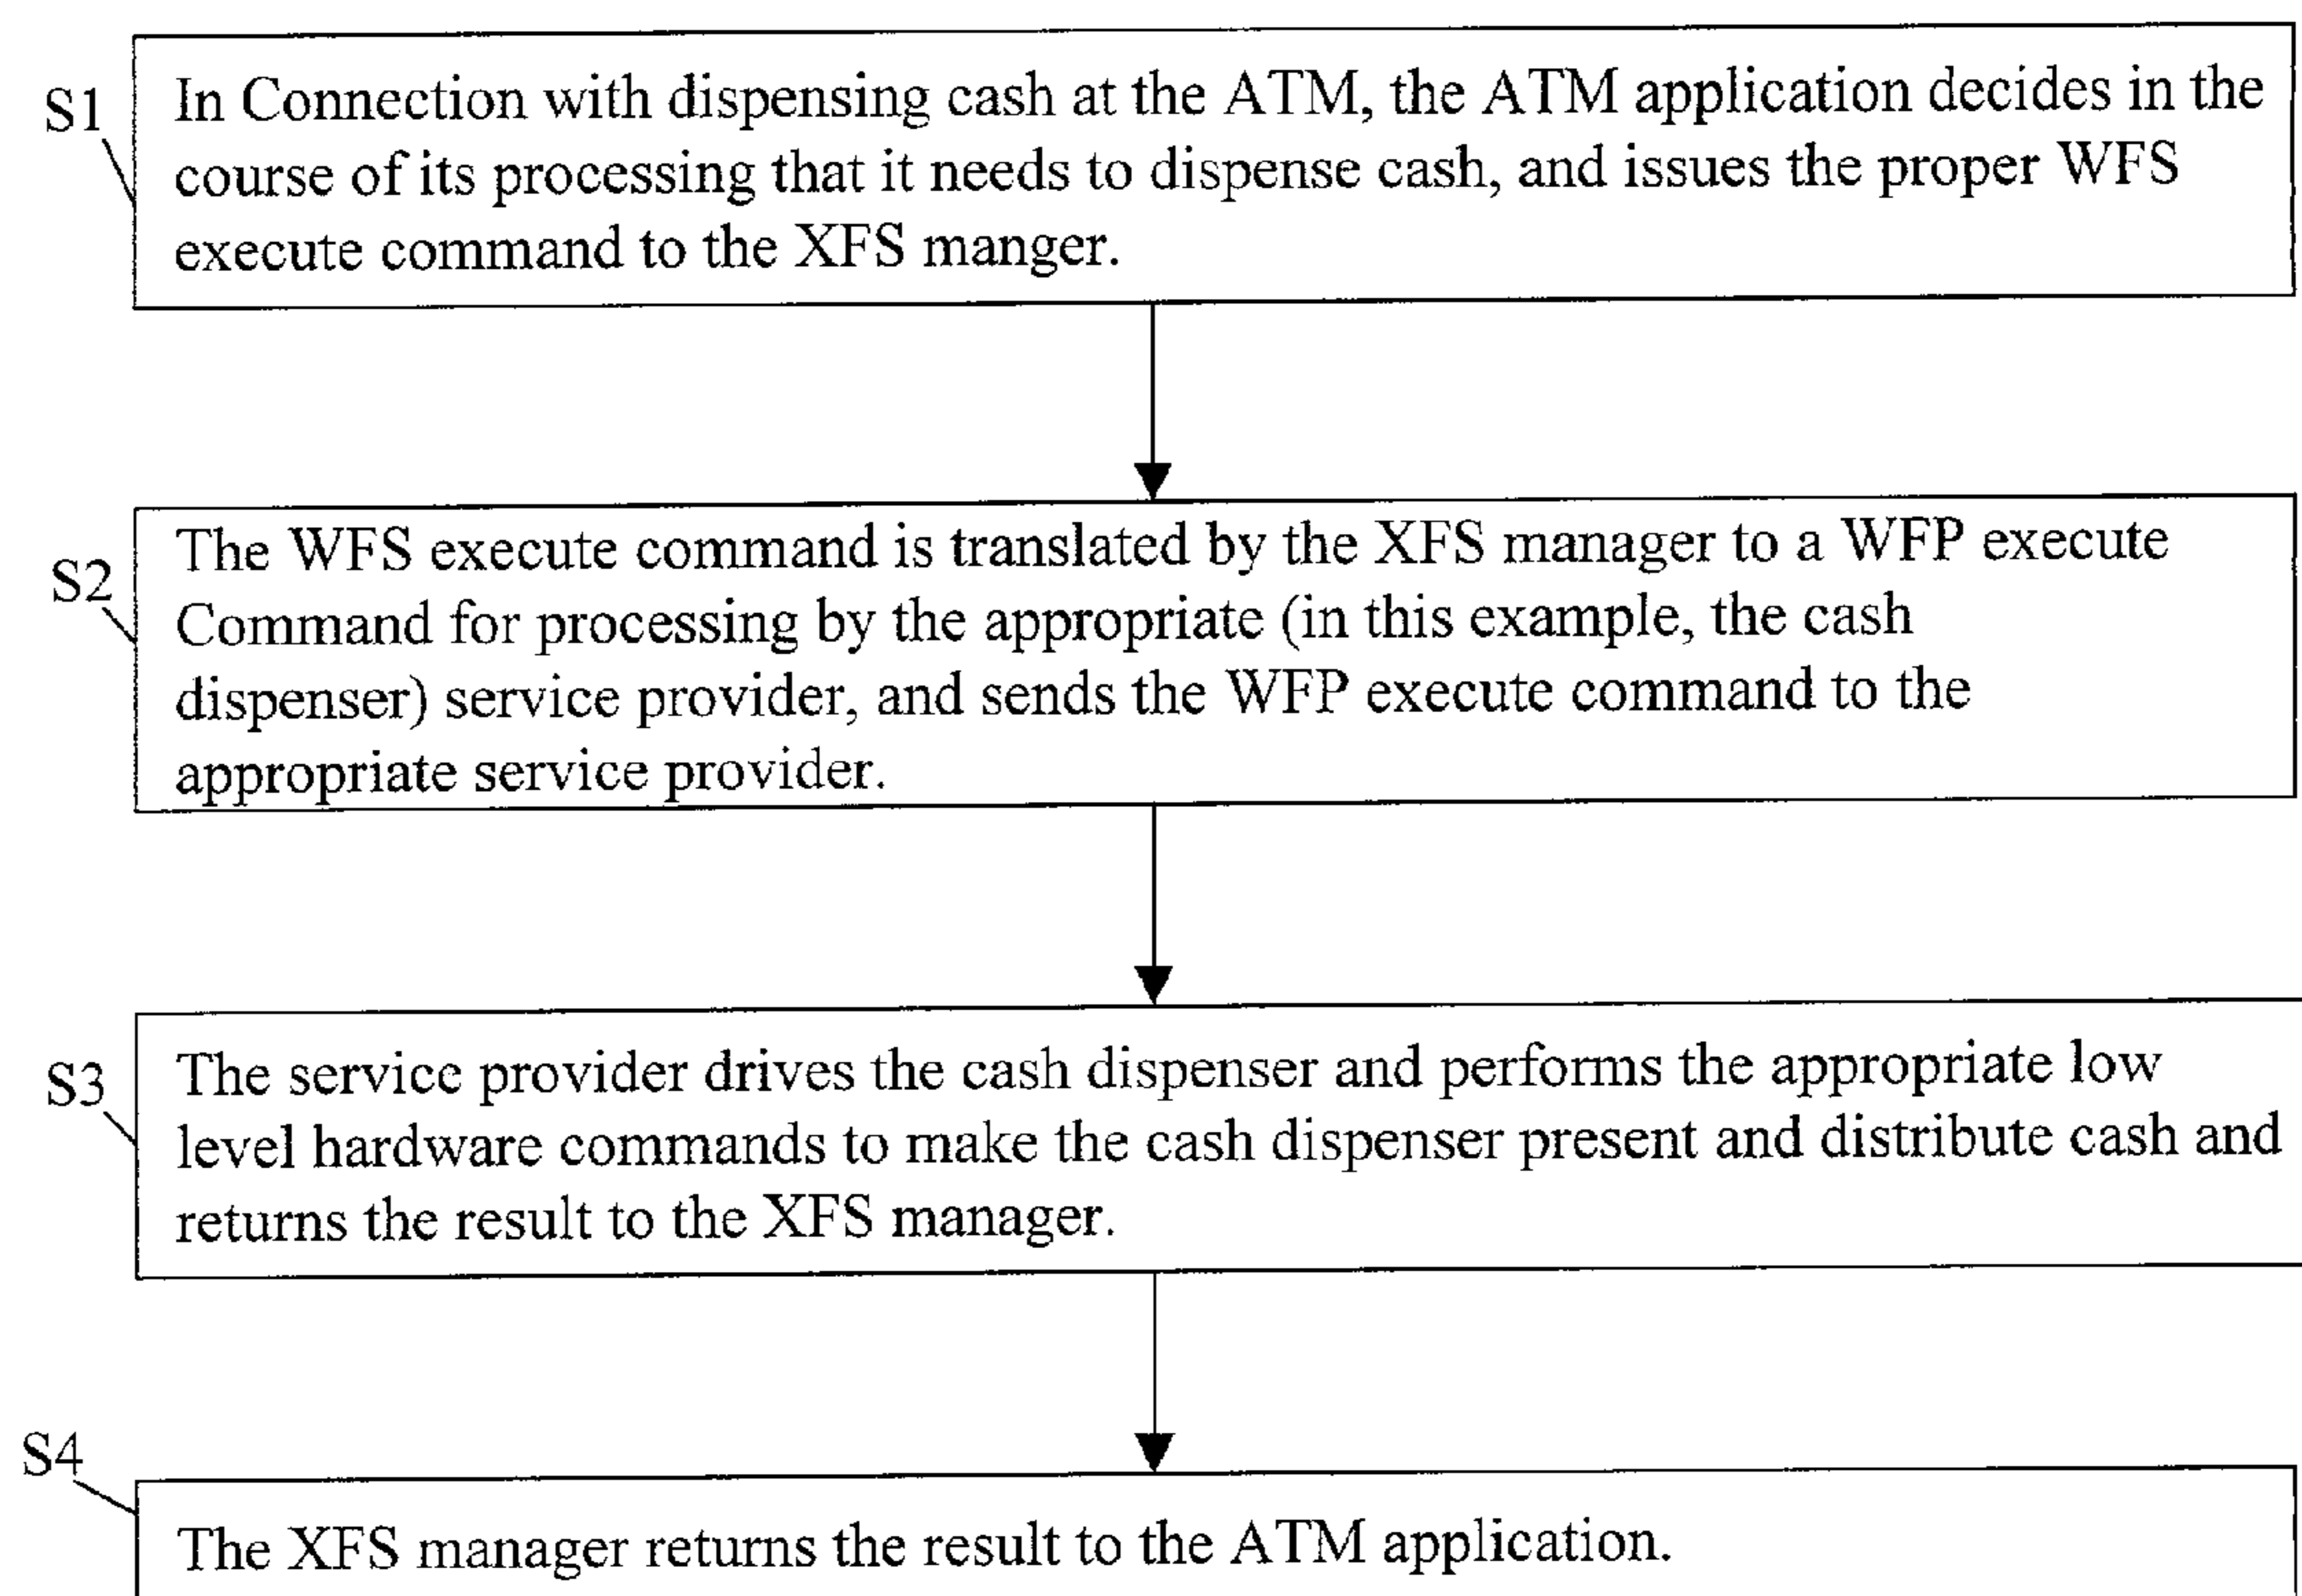 S1
In Connection with dispensing cash at the ATM, the ATM application decides in the
course of its processing that it needs to dispense cash, and issues the proper WFS
execute command to the XFS manger.
S2
The WFS execute command is translated by the XFS manager to a WFP execute
Command for processing by the appropriate (in this example, the cash
dispenser) service provider, and sends the WFP execute command to the
appropriate service provider.
S3
The service provider drives the cash dispenser and performs the appropriate low
level hardware commands to make the cash dispenser present and distribute cash and
returns the result to the XFS manager.
S4
The XFS manager returns the result to the ATM application.